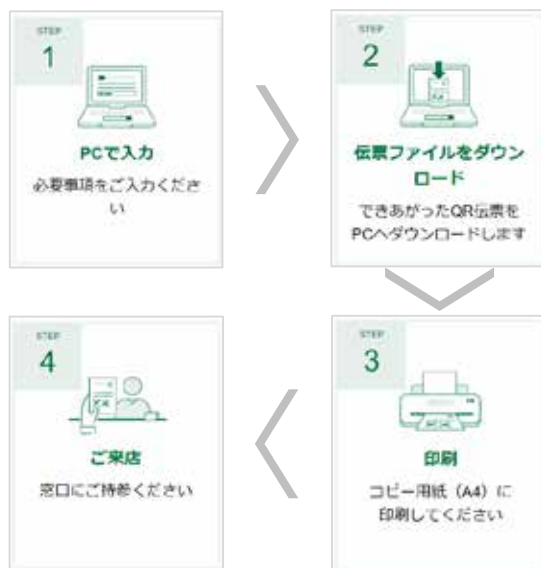 STEP
1
PCで入力
必要事項をご入力くださ
い
STEP
2
伝票ファイルをダウン
ロード
できあがったQR伝票を
PCへダウンロードします
STEP
3
印刷
コピー用紙（A4）に
印刷してください
STEP
4
ご来店
窓口にご持参ください